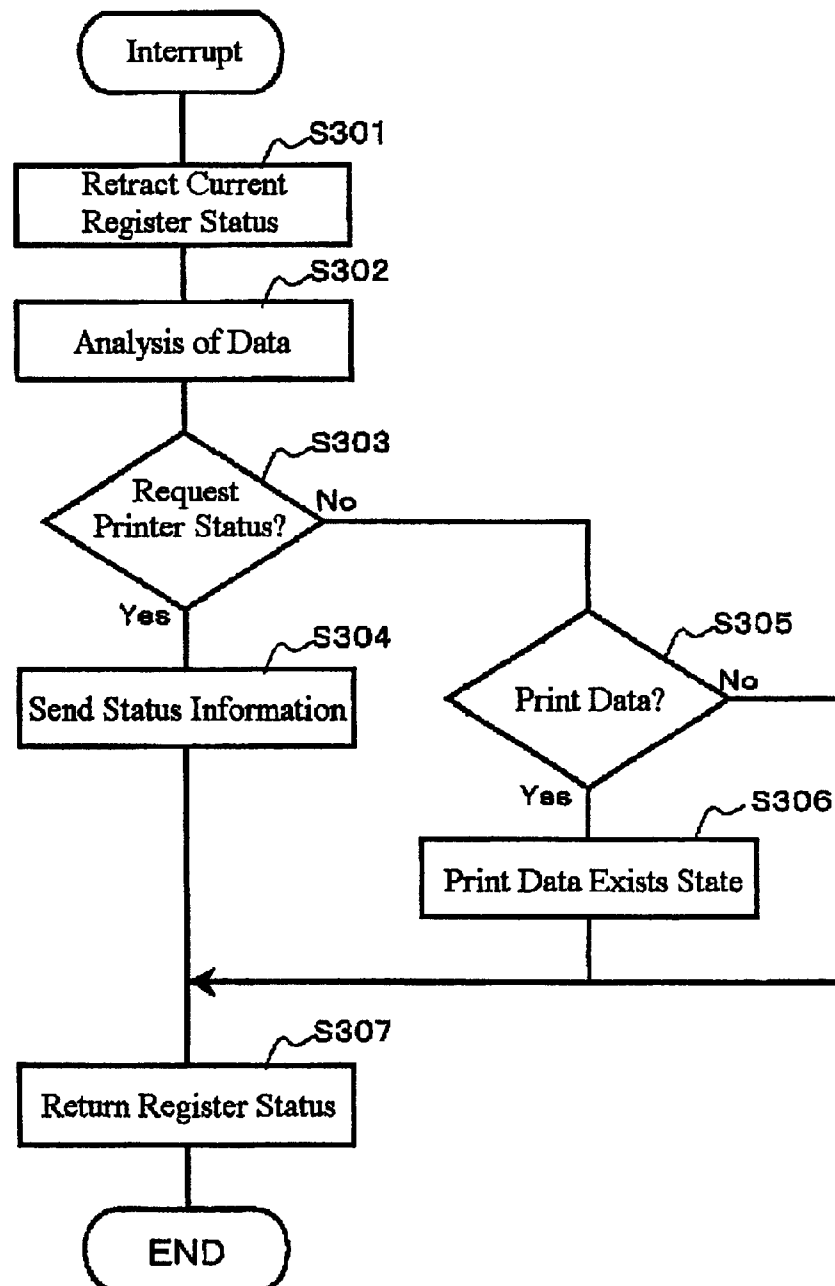 Interrupt
S301
Retract Current
Register Status
S302
Analysis of Data
S303
Request
Printer Status?
No
Yes
S304
Send Status Information
S305
Print Data?
No
Yes
S306
Print Data Exists State
S307
Return Register Status
END